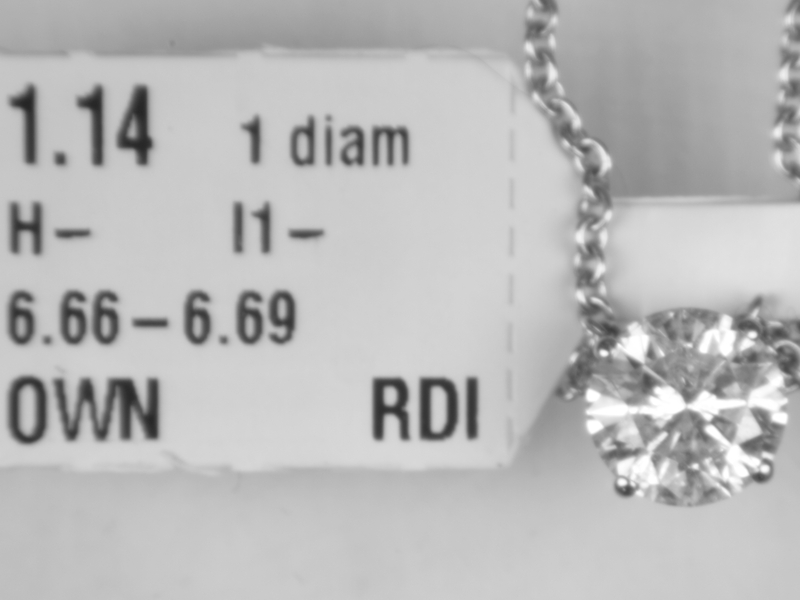 1.14 1 diam
H– I1–
6.66–6.69
OWN RDI